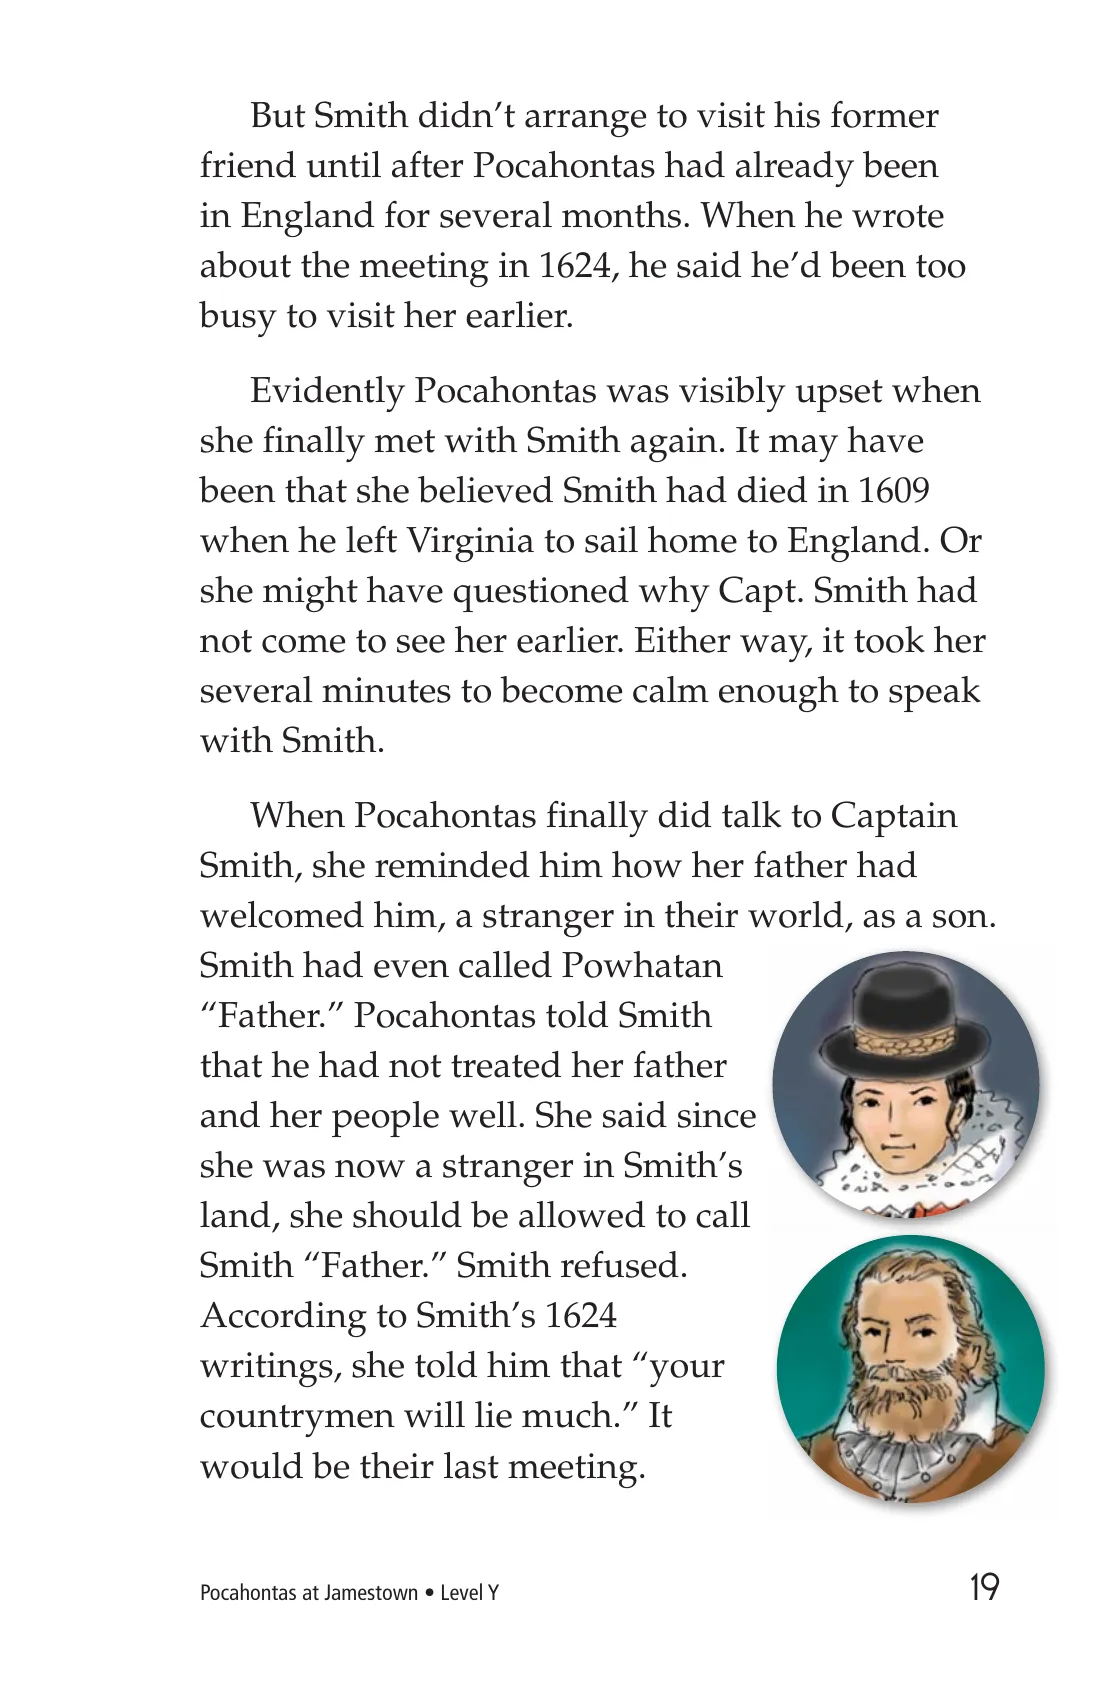 But Smith didn’t arrange to visit his former
friend until after Pocahontas had already been
in England for several months. When he wrote
about the meeting in 1624, he said he’d been too
busy to visit her earlier.
Evidently Pocahontas was visibly upset when
she finally met with Smith again. It may have
been that she believed Smith had died in 1609
when he left Virginia to sail home to England. Or
she might have questioned why Capt. Smith had
not come to see her earlier. Either way, it took her
several minutes to become calm enough to speak
with Smith.
When Pocahontas finally did talk to Captain
Smith, she reminded him how her father had
welcomed him, a stranger in their world, as a son.
Smith had even called Powhatan
“Father.” Pocahontas told Smith
that he had not treated her father
and her people well. She said since
she was now a stranger in Smith’s
land, she should be allowed to call
Smith “Father.” Smith refused.
According to Smith’s 1624
writings, she told him that “your
countrymen will lie much.” It
would be their last meeting.
Pocahontas at Jamestown • Level Y
19